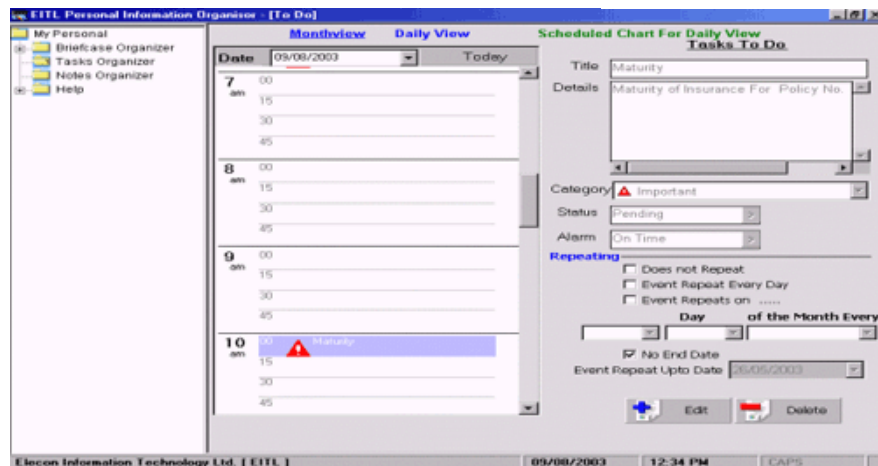 EITL Personal Information Organiser - [To Do]
My Personal
Briefcase Organizer
Tasks Organizer
Notes Organizer
Help
Monthview Daily View
Date 09/08/2003 Today
7 am 00
15
30
45
8 am 00
15
30
45
9 am 00
15
30
45
10 am 00 Maturity
15
30
45
Scheduled Chart For Daily View
Tasks To Do
Title Maturity
Details Maturity of Insurance For Policy No.
Category Important
Status Pending
Alarm On Time
Repeating
Does not Repeat
Event Repeat Every Day
Event Repeats on .....
Day of the Month Every
No End Date
Event Repeat Upto Date 26/05/2003
Edit Delete
Elecon Information Technology Ltd. [ EITL ] 09/08/2003 12:34 PM CAPS